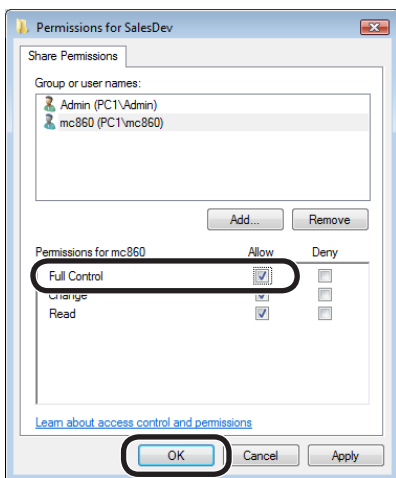 Permissions for SalesDev
Share Permissions
Group or user names:
Admin (PC1\Admin)
mc860 (PC1\mc860)
Add... Remove
Permissions for mc860 Allow Deny
Full Control
Change
Read
Learn about access control and permissions
OK Cancel Apply